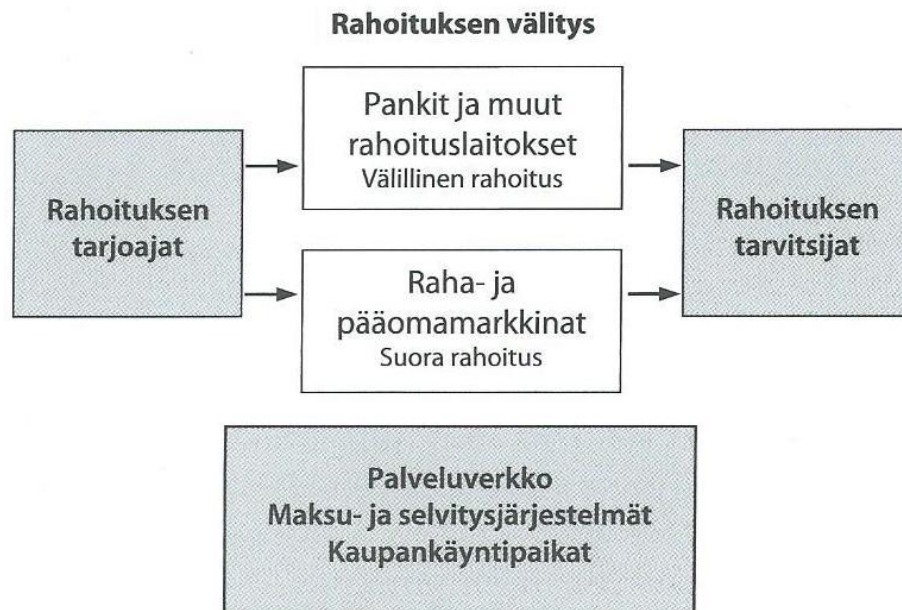 Rahoituksen välitys
Pankit ja muut
rahoituslaitokset
Välillinen rahoitus
Rahoituksen
tarjoajat
Rahoituksen
tarvitsijat
Raha- ja
pääomamarkkinat
Suora rahoitus
Palveluverkko
Maksu- ja selvitysjärjestelmät
Kaupankäyntipaikat